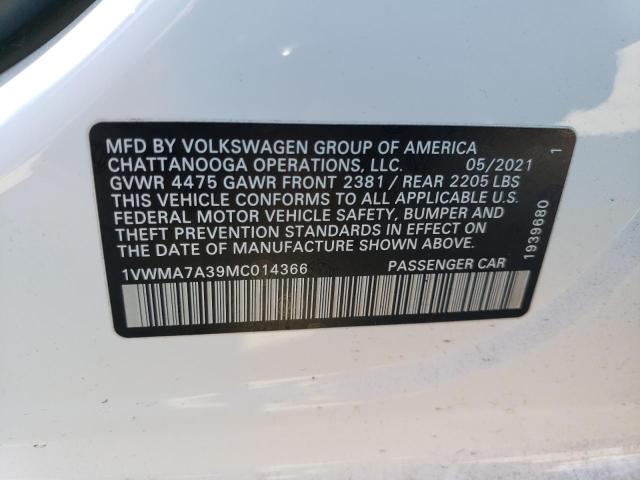 MFD BY VOLKSWAGEN GROUP OF AMERICA
CHATTANOOGA OPERATIONS, LLC. 05/2021
GVWR 4475 GAWR FRONT 2381 / REAR 2205 LBS
THIS VEHICLE CONFORMS TO ALL APPLICABLE U.S.
FEDERAL MOTOR VEHICLE SAFETY, BUMPER AND
THEFT PREVENTION STANDARDS IN EFFECT ON
THE DATE OF MANUFACTURE SHOWN ABOVE.
1VWMA7A39MC014366 PASSENGER CAR
1939680 1